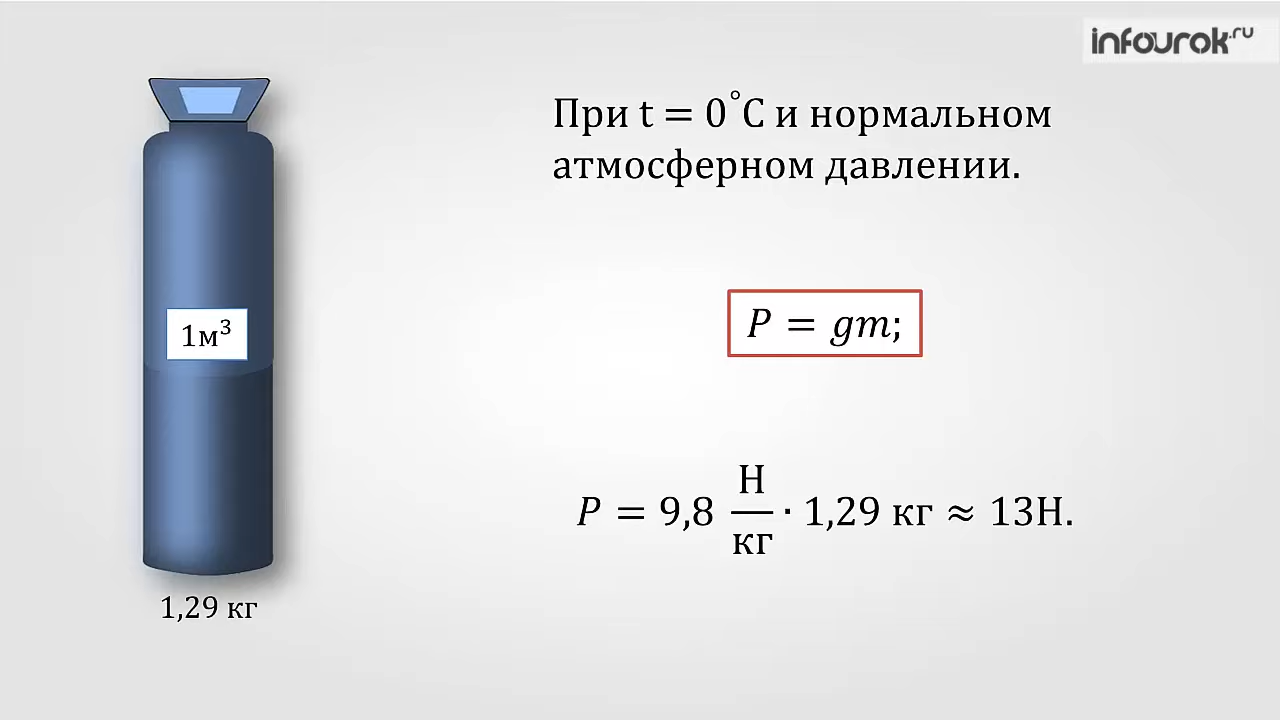 infourok.ru
При t = 0°C и нормальном
атмосферном давлении.
1м³
P = gm;
P = 9,8 Н/кг · 1,29 кг ≈ 13Н.
1,29 кг